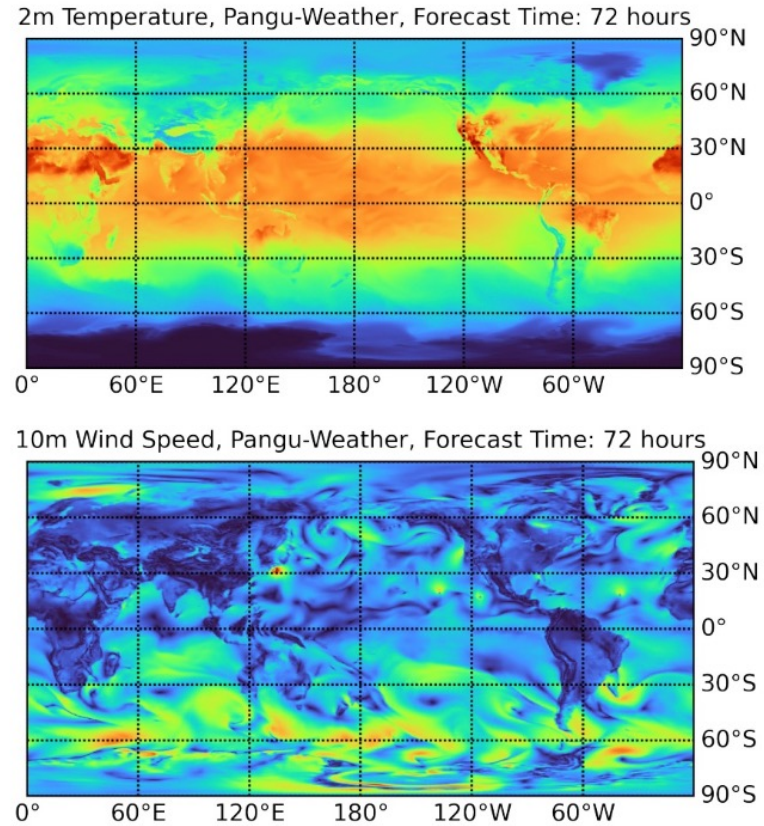 2m Temperature, Pangu-Weather, Forecast Time: 72 hours
90°N
60°N
30°N
0°
30°S
60°S
90°S
0° 60°E 120°E 180° 120°W 60°W
10m Wind Speed, Pangu-Weather, Forecast Time: 72 hours
90°N
60°N
30°N
0°
30°S
60°S
90°S
0° 60°E 120°E 180° 120°W 60°W